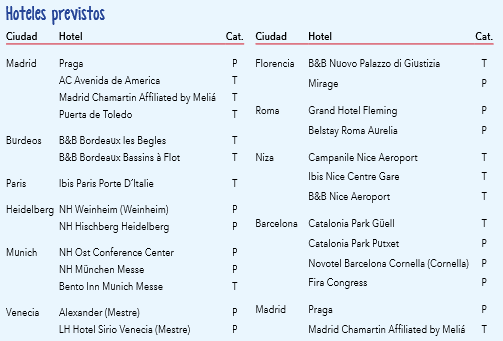 Hoteles previstos
Ciudad Hotel Cat.
Madrid Praga P
AC Avenida de America T
Madrid Chamartin Affiliated by Meliá T
Puerta de Toledo T
Burdeos B&B Bordeaux les Begles T
B&B Bordeaux Bassins à Flot T
Paris Ibis Paris Porte D'Italie T
Heidelberg NH Weinheim (Weinheim) P
NH Hischberg Heidelberg P
Munich NH Ost Conference Center P
NH München Messe P
Bento Inn Munich Messe T
Venecia Alexander (Mestre) P
LH Hotel Sirio Venecia (Mestre) P
Ciudad Hotel Cat.
Florencia B&B Nuovo Palazzo di Giustizia T
Mirage P
Roma Grand Hotel Fleming P
Belstay Roma Aurelia P
Niza Campanile Nice Aeroport T
Ibis Nice Centre Gare T
B&B Nice Aeroport T
Barcelona Catalonia Park Güell T
Catalonia Park Putxet P
Novotel Barcelona Cornella (Cornella) P
Fira Congress P
Madrid Praga P
Madrid Chamartin Affiliated by Meliá T